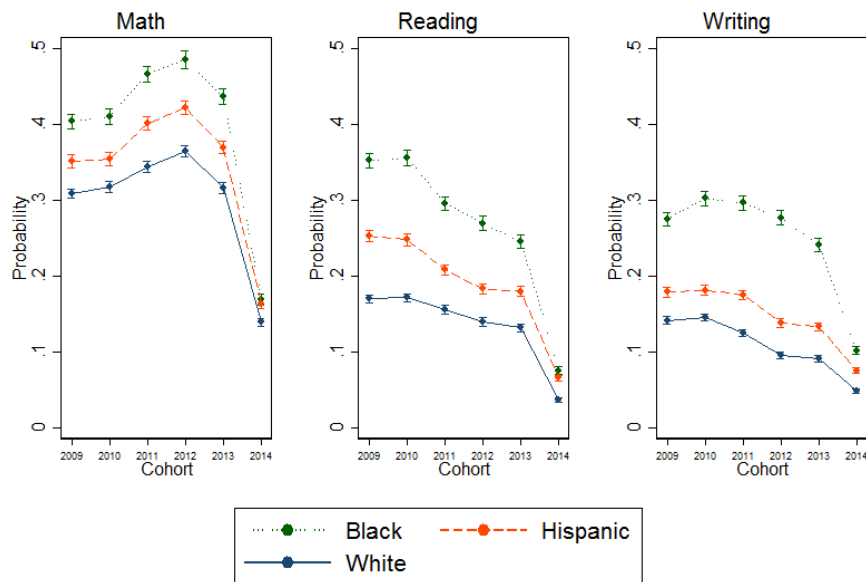 Math Reading Writing
.5 .5 .5
.4 .4 .4
.3 .3 .3
.2 .2 .2
.1 .1 .1
0 0 0
Probability Probability Probability
2009 2010 2011 2012 2013 2014 2009 2010 2011 2012 2013 2014 2009 2010 2011 2012 2013 2014
Cohort Cohort Cohort
Black Hispanic
White